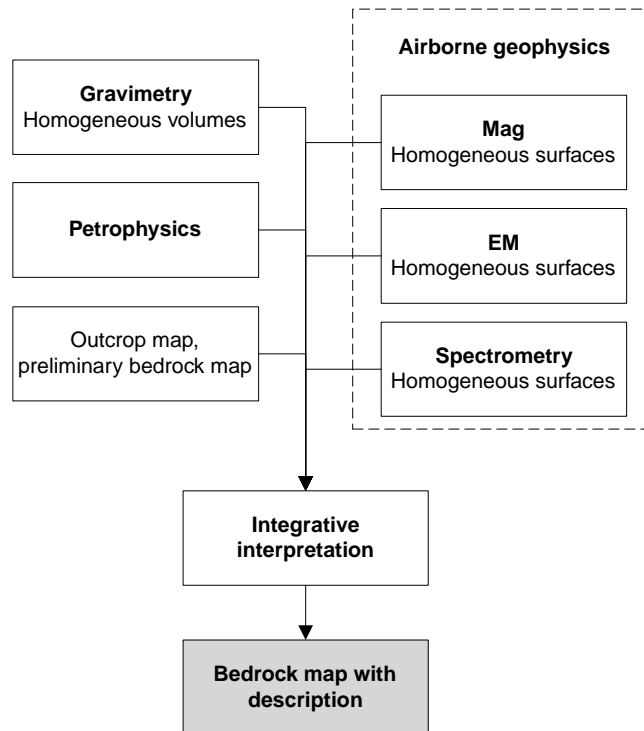 Gravimetry
Homogeneous volumes
Petrophysics
Outcrop map,
preliminary bedrock map
Airborne geophysics
Mag
Homogeneous surfaces
EM
Homogeneous surfaces
Spectrometry
Homogeneous surfaces
Integrative
interpretation
Bedrock map with
description